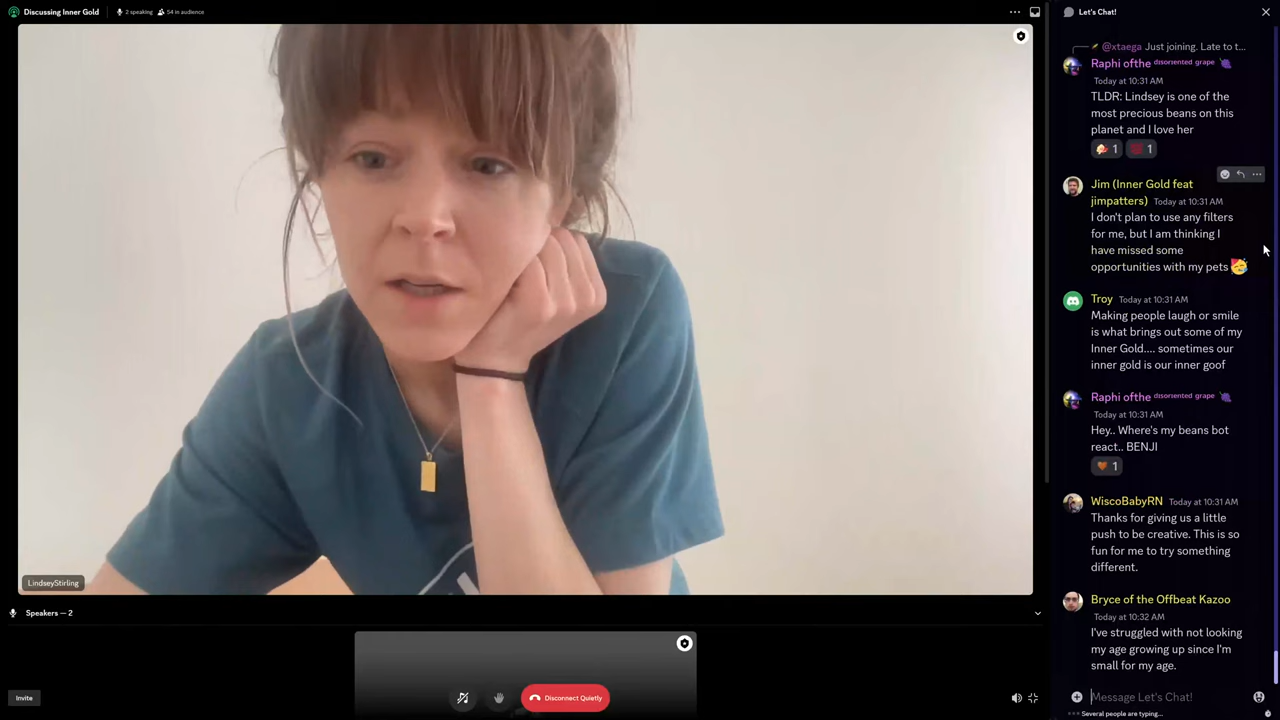 Discussing Inner Gold
2 speaking
54 in audience
Let's Chat!
@xtaega Just joining. Late to t...
Raphi ofthe disoriented grape
Today at 10:31 AM
TLDR: Lindsey is one of the
most precious beans on this
planet and I love her
1
1
Jim (Inner Gold feat
jimpatters) Today at 10:31 AM
I don't plan to use any filters
for me, but I am thinking I
have missed some
opportunities with my pets
Troy Today at 10:31 AM
Making people laugh or smile
is what brings out some of my
Inner Gold.... sometimes our
inner gold is our inner goof
Raphi ofthe disoriented grape
Today at 10:31 AM
Hey.. Where's my beans bot
react.. BENJI
1
WiscoBabyRN Today at 10:31 AM
Thanks for giving us a little
push to be creative. This is so
fun for me to try something
different.
Bryce of the Offbeat Kazoo
Today at 10:32 AM
I've struggled with not looking
my age growing up since I'm
small for my age.
LindseyStirling
Speakers — 2
Invite
Disconnect Quietly
Message Let's Chat!
Several people are typing...